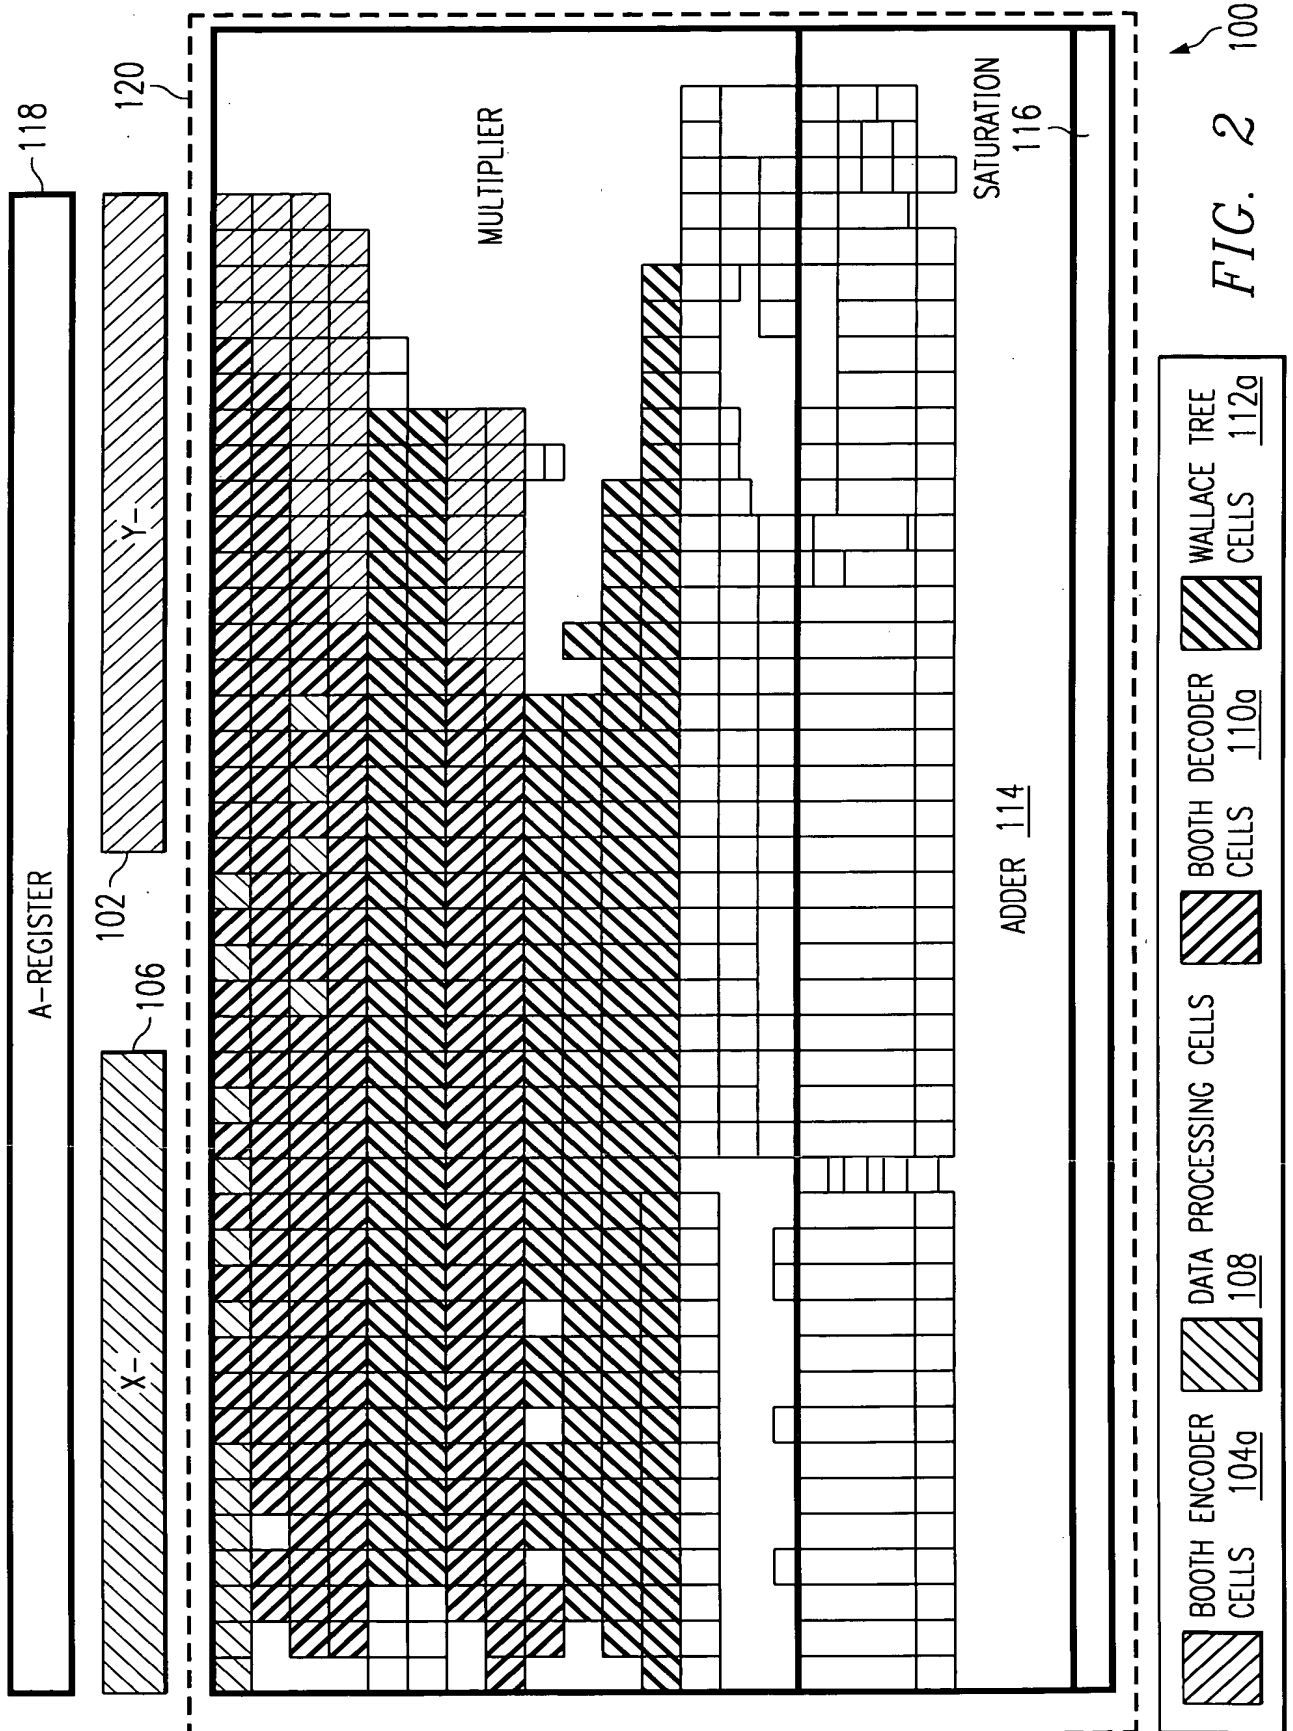 A-REGISTER
118
X-
106
102
Y-
120
MULTIPLIER
ADDER 114
SATURATION
116
BOOTH ENCODER
CELLS 104a
DATA PROCESSING CELLS
108
BOOTH DECODER
CELLS 110a
WALLACE TREE
CELLS 112a
FIG. 2
100